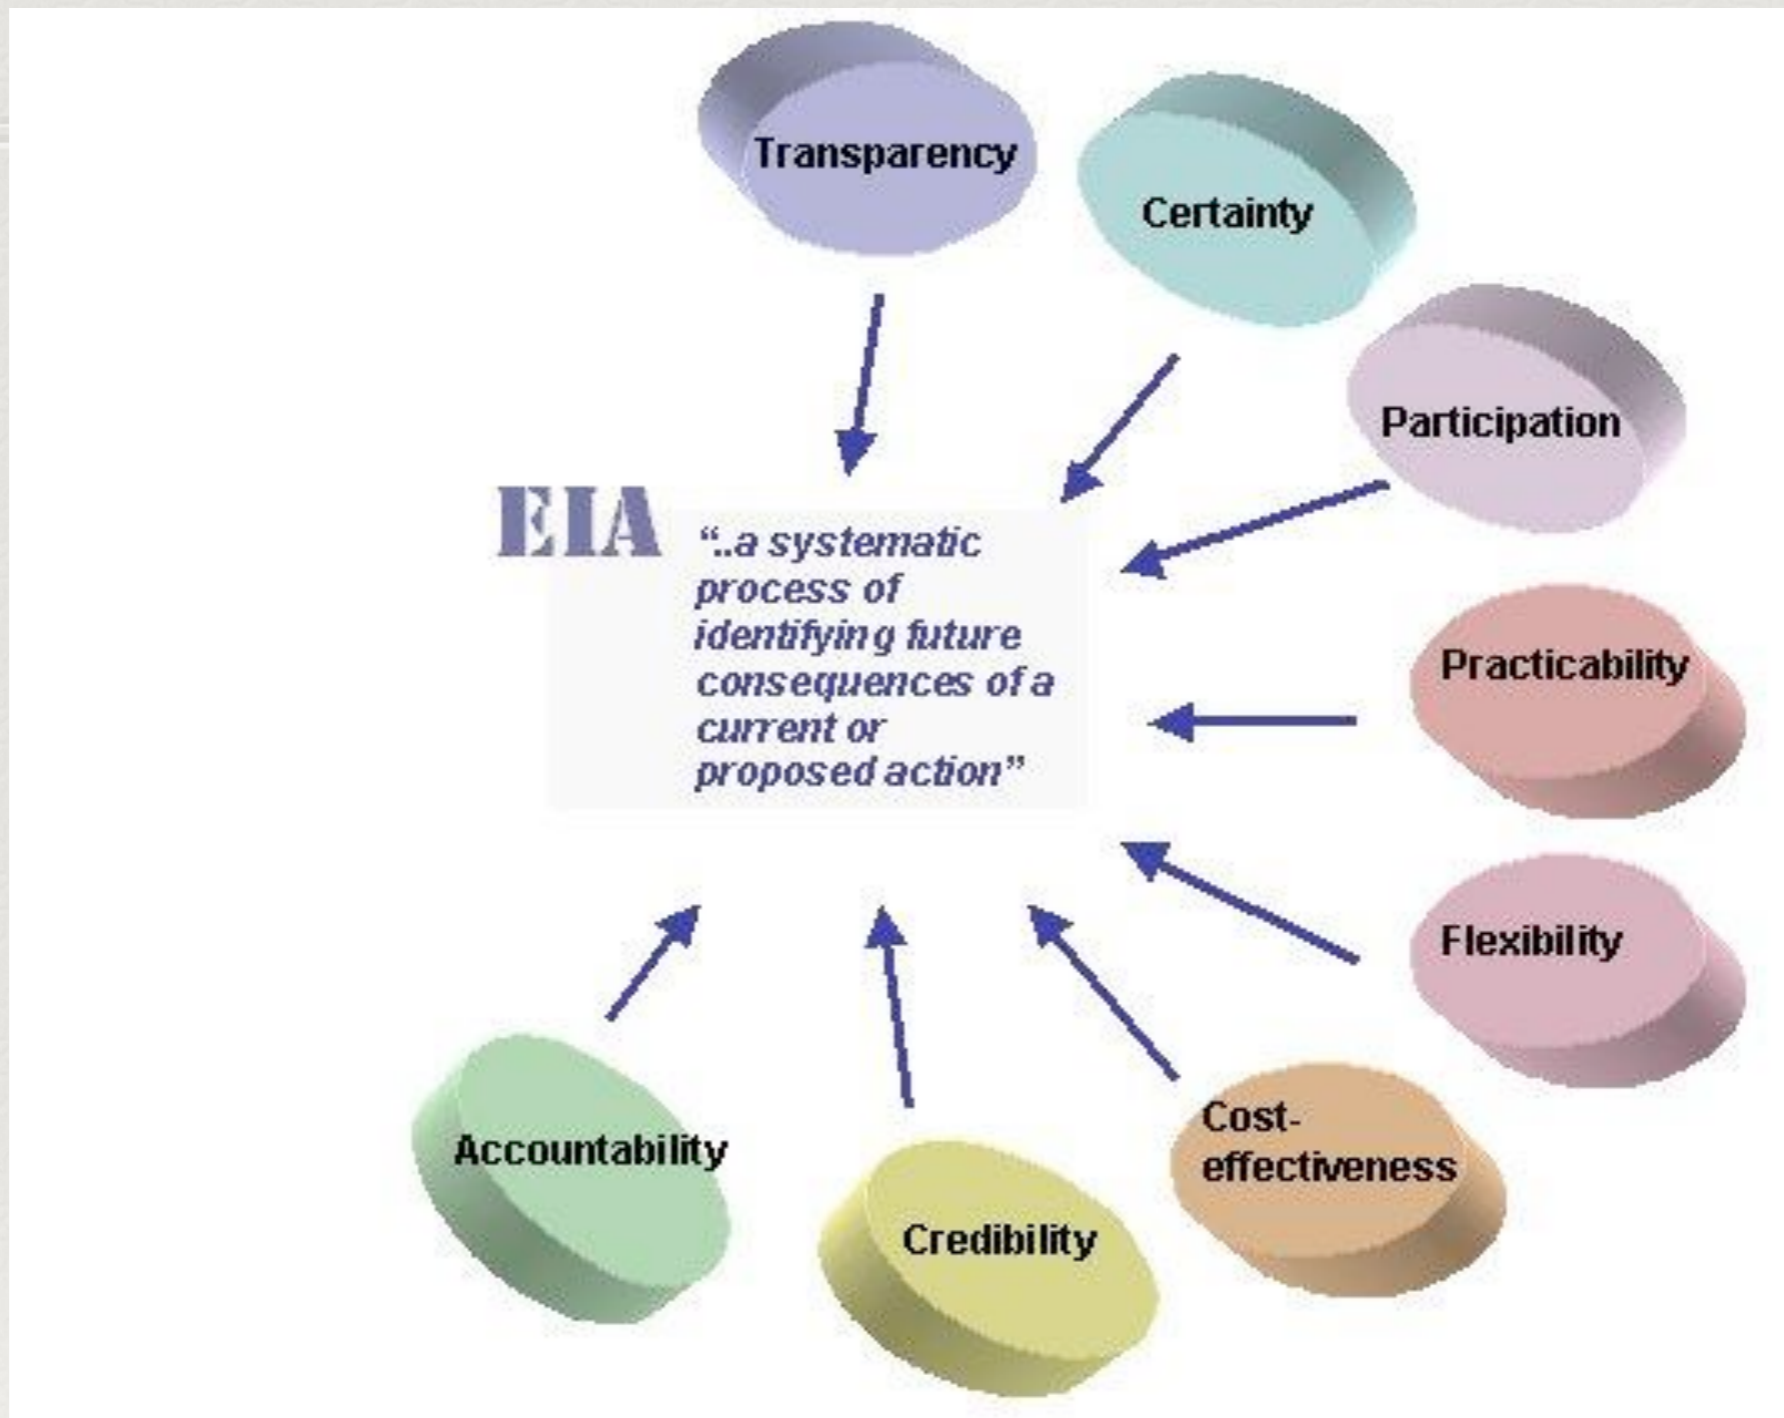 Transparency
Certainty
Participation
EIA
“..a systematic
process of
identifying future
consequences of a
current or
proposed action”
Practicability
Flexibility
Cost-
effectiveness
Accountability
Credibility